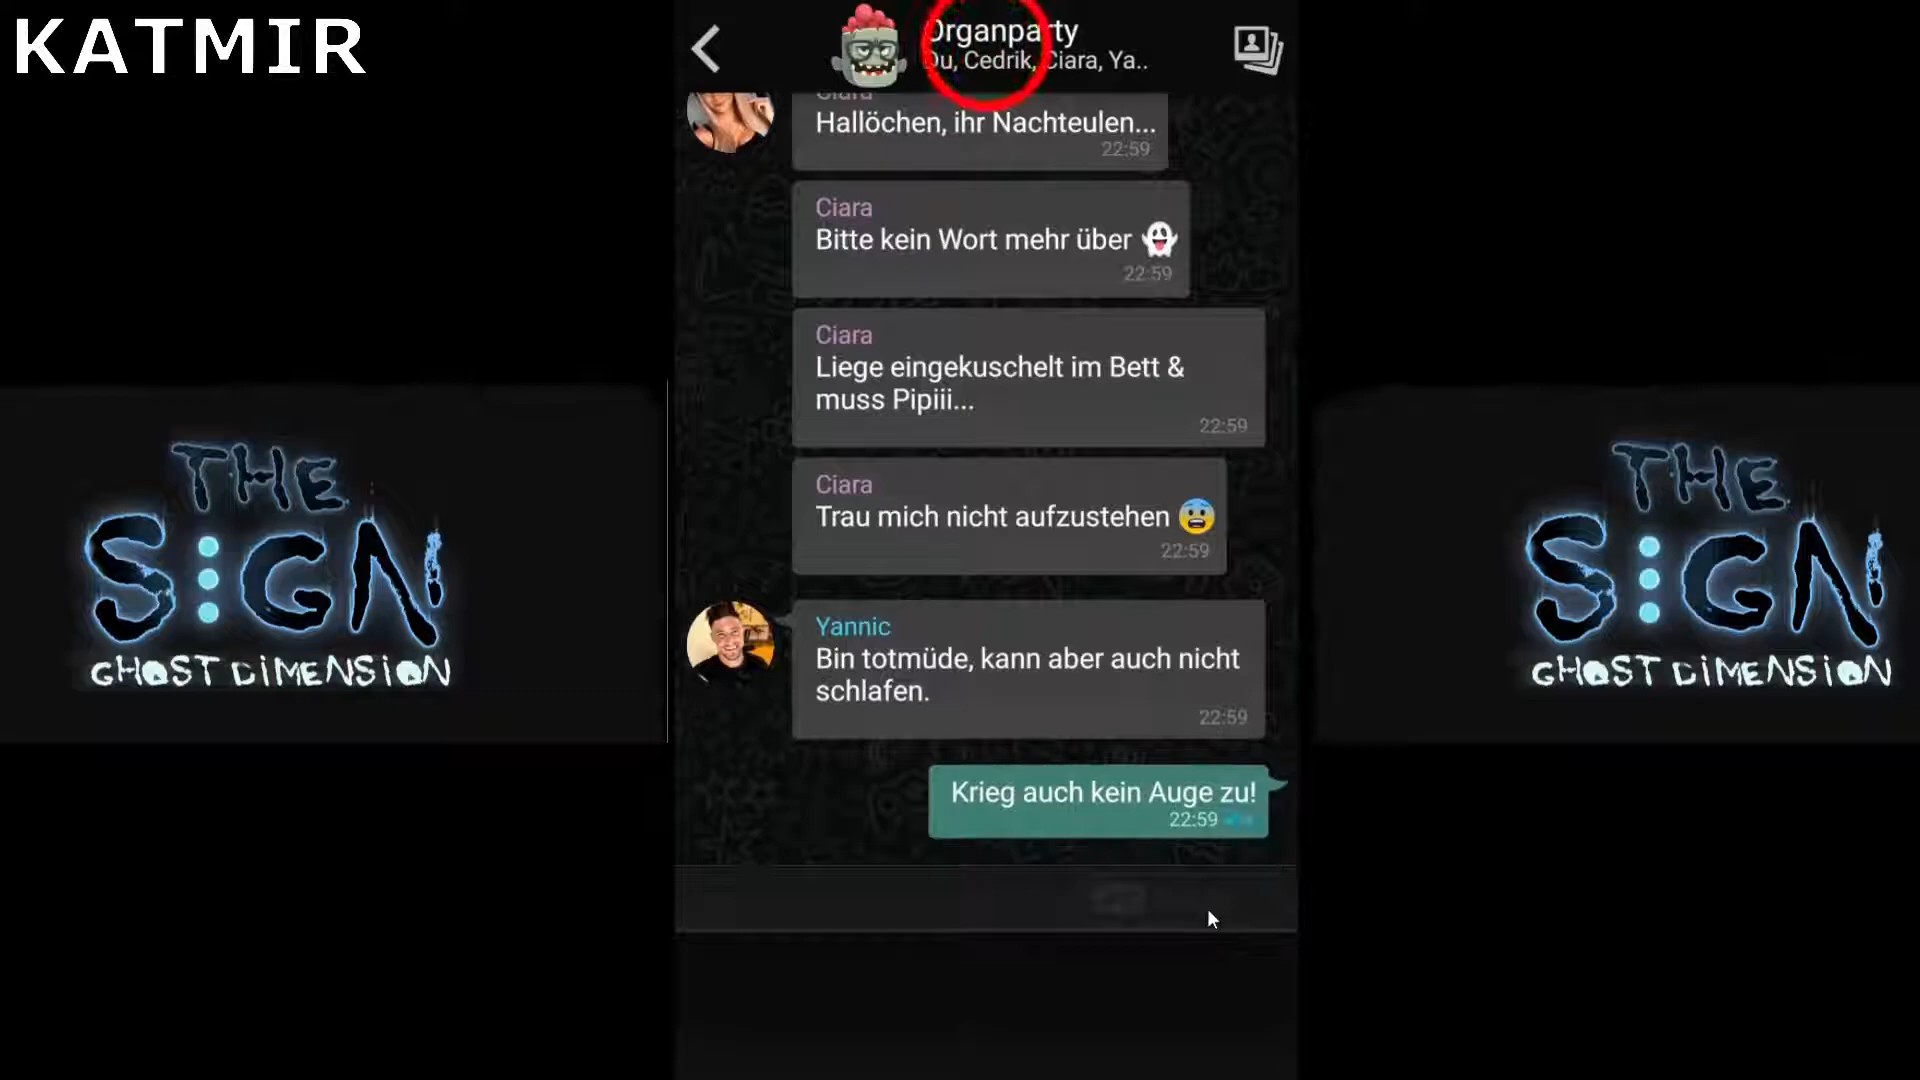 KATMIR
Organparty
Du, Cedrik, Ciara, Ya..
Ciara
Hallöchen, ihr Nachteulen...
22:59
Ciara
Bitte kein Wort mehr über 👻
22:59
Ciara
Liege eingekuschelt im Bett &
muss Pipiii...
22:59
Ciara
Trau mich nicht aufzustehen 😨
22:59
Yannic
Bin totmüde, kann aber auch nicht
schlafen.
22:59
Krieg auch kein Auge zu!
22:59
THE
SIGN
GHOST DiMENSiON
THE
SIGN
GHOST DiMENSiON